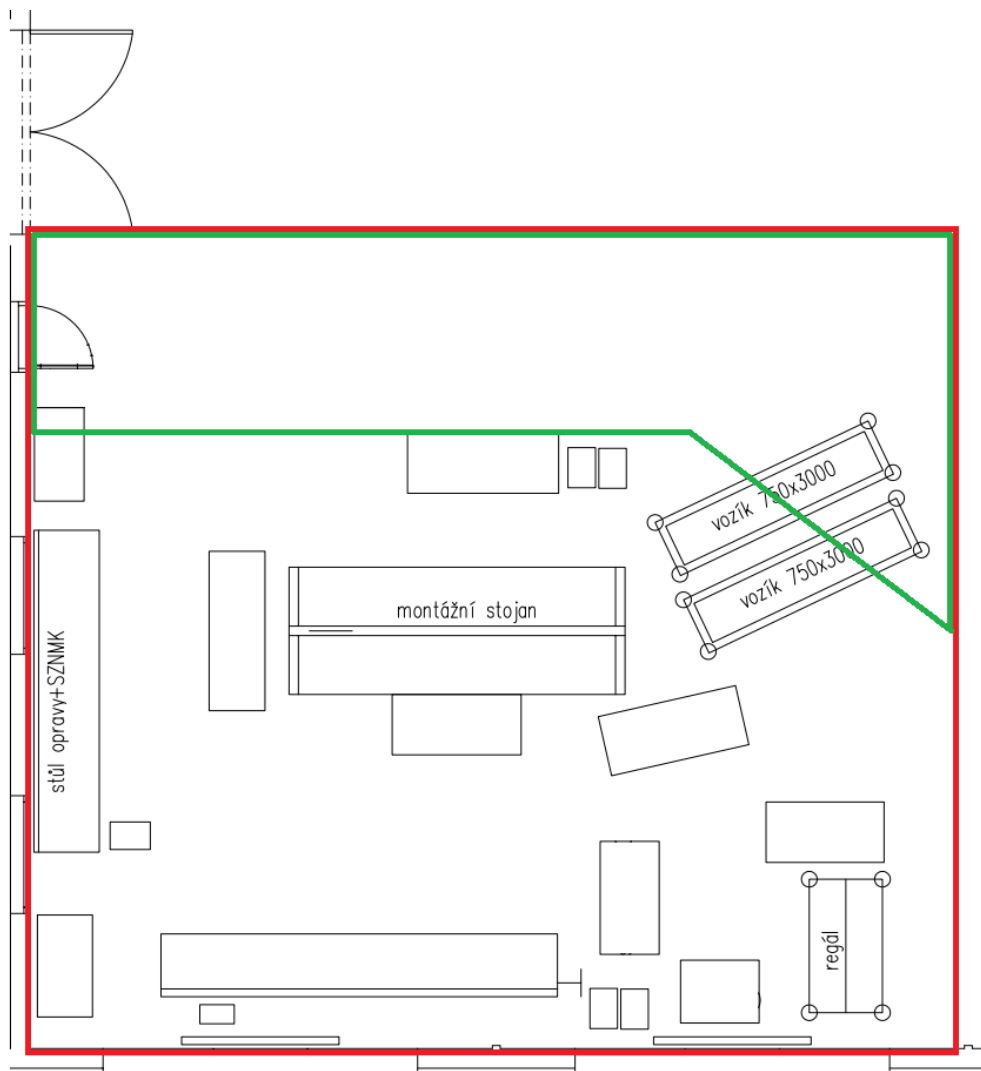 vozík 750x3000
vozík 750x3000
montážní stojan
stůl opravy+SZNMK
regál